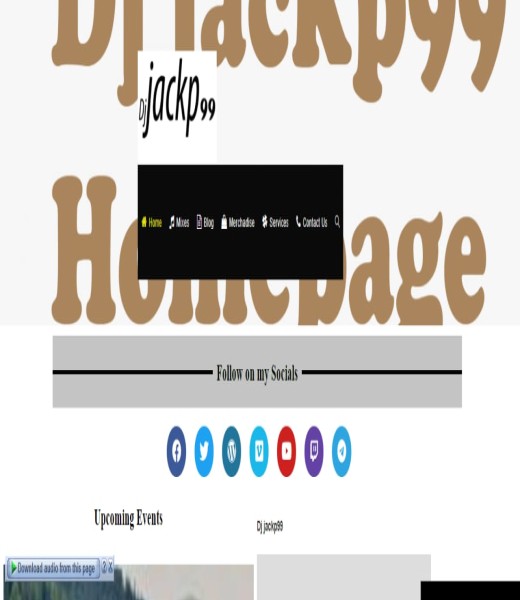 Dj jackp99
Dj jackp99
Homepage
Home Mixes Blog Merchandise Services Contact Us
Follow on my Socials
Upcoming Events
Dj jackp99
Download audio from this page ? X